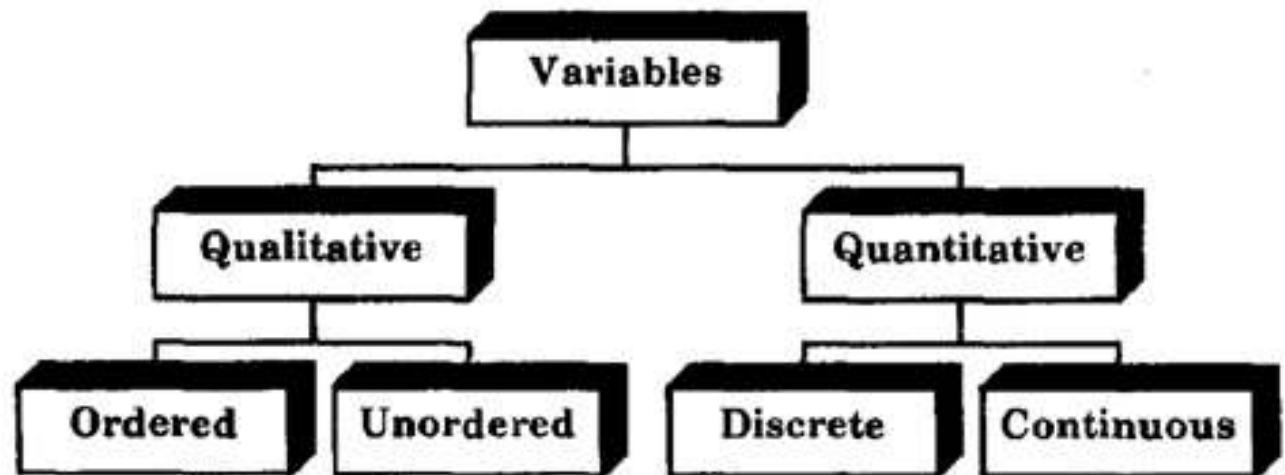 Variables
Qualitative
Quantitative
Ordered
Unordered
Discrete
Continuous